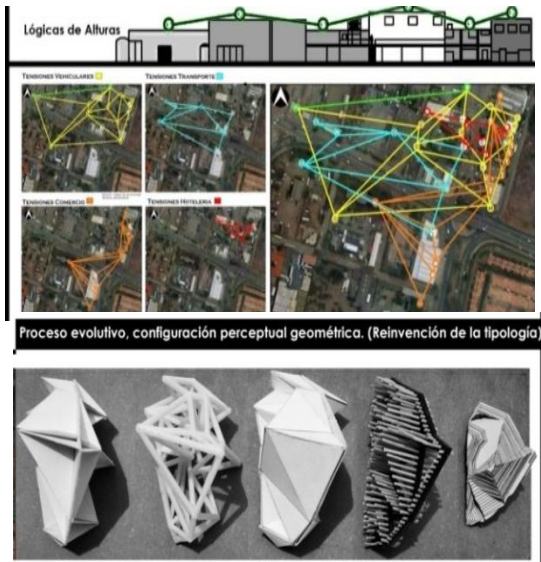 Lógicas de Alturas
TENSIONES VEHICULARES
TENSIONES TRANSPORTE
TENSIONES COMERCIO
TENSIONES HOTELERIA
Proceso evolutivo, configuración perceptual geométrica. (Reinvención de la tipología)